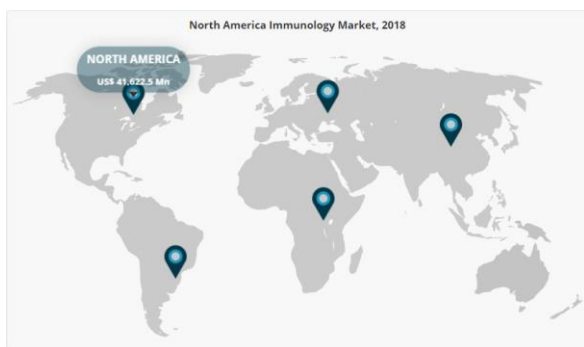 North America Immunology Market, 2018
NORTH AMERICA
US$ 41,622.5 Mn